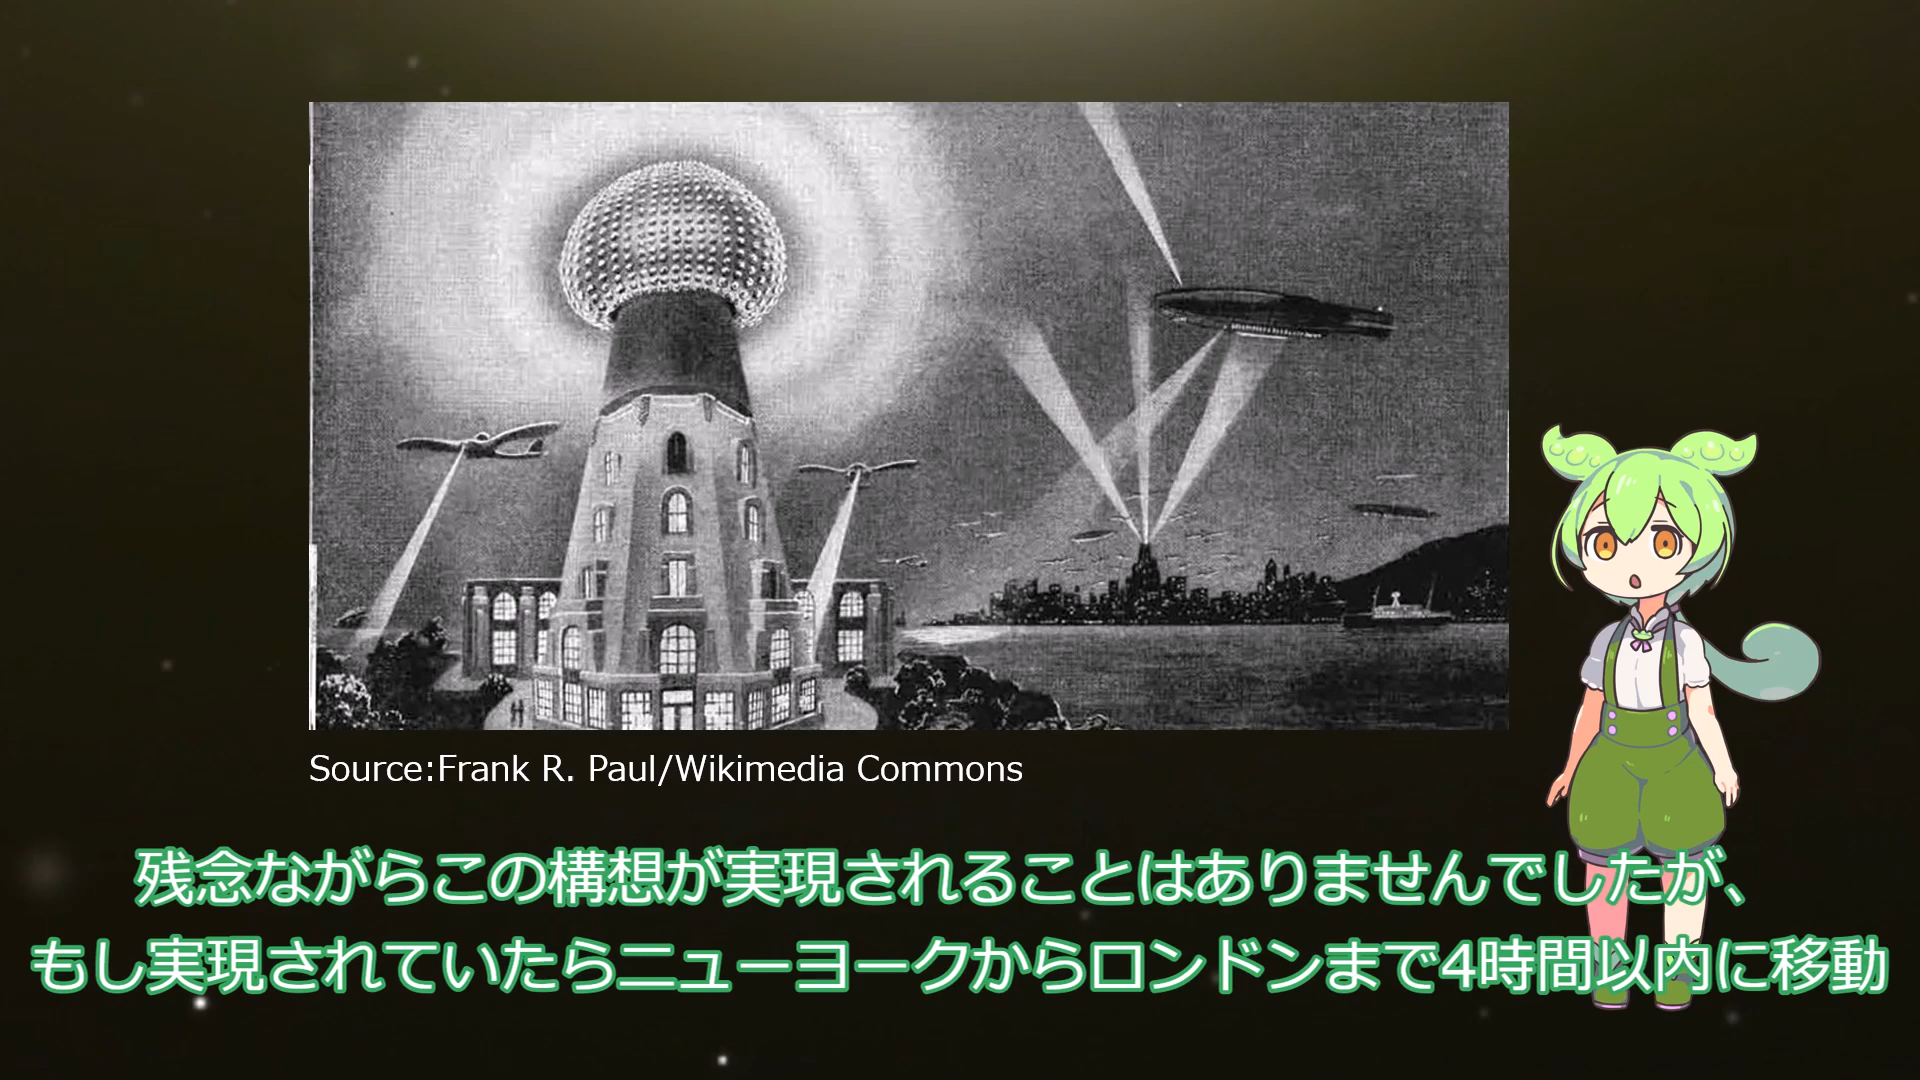 Source:Frank R. Paul/Wikimedia Commons
残念ながらこの構想が実現されることはありませんでしたが、
もし実現されていたらニューヨークからロンドンまで4時間以内に移動